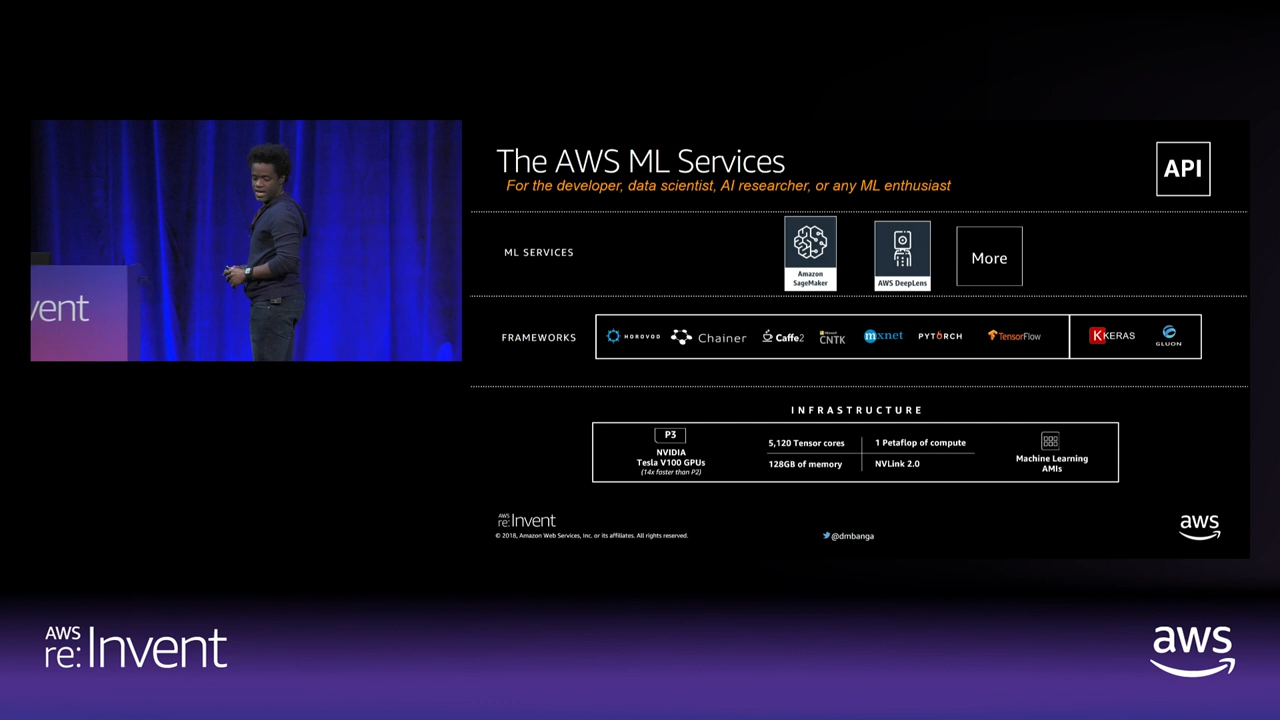 The AWS ML Services
For the developer, data scientist, AI researcher, or any ML enthusiast
API
ML SERVICES
Amazon
SageMaker
AWS DeepLens
More
FRAMEWORKS
HOROVOD
Chainer
Caffe2
Microsoft
CNTK
mxnet
PYTORCH
TensorFlow
K KERAS
GLUON
INFRASTRUCTURE
P3
NVIDIA
Tesla V100 GPUs
(14x faster than P2)
5,120 Tensor cores
1 Petaflop of compute
128GB of memory
NVLink 2.0
Machine Learning
AMIs
AWS
re:Invent
© 2018, Amazon Web Services, Inc. or its affiliates. All rights reserved.
@dmbanga
aws
vent
AWS
re:Invent
aws